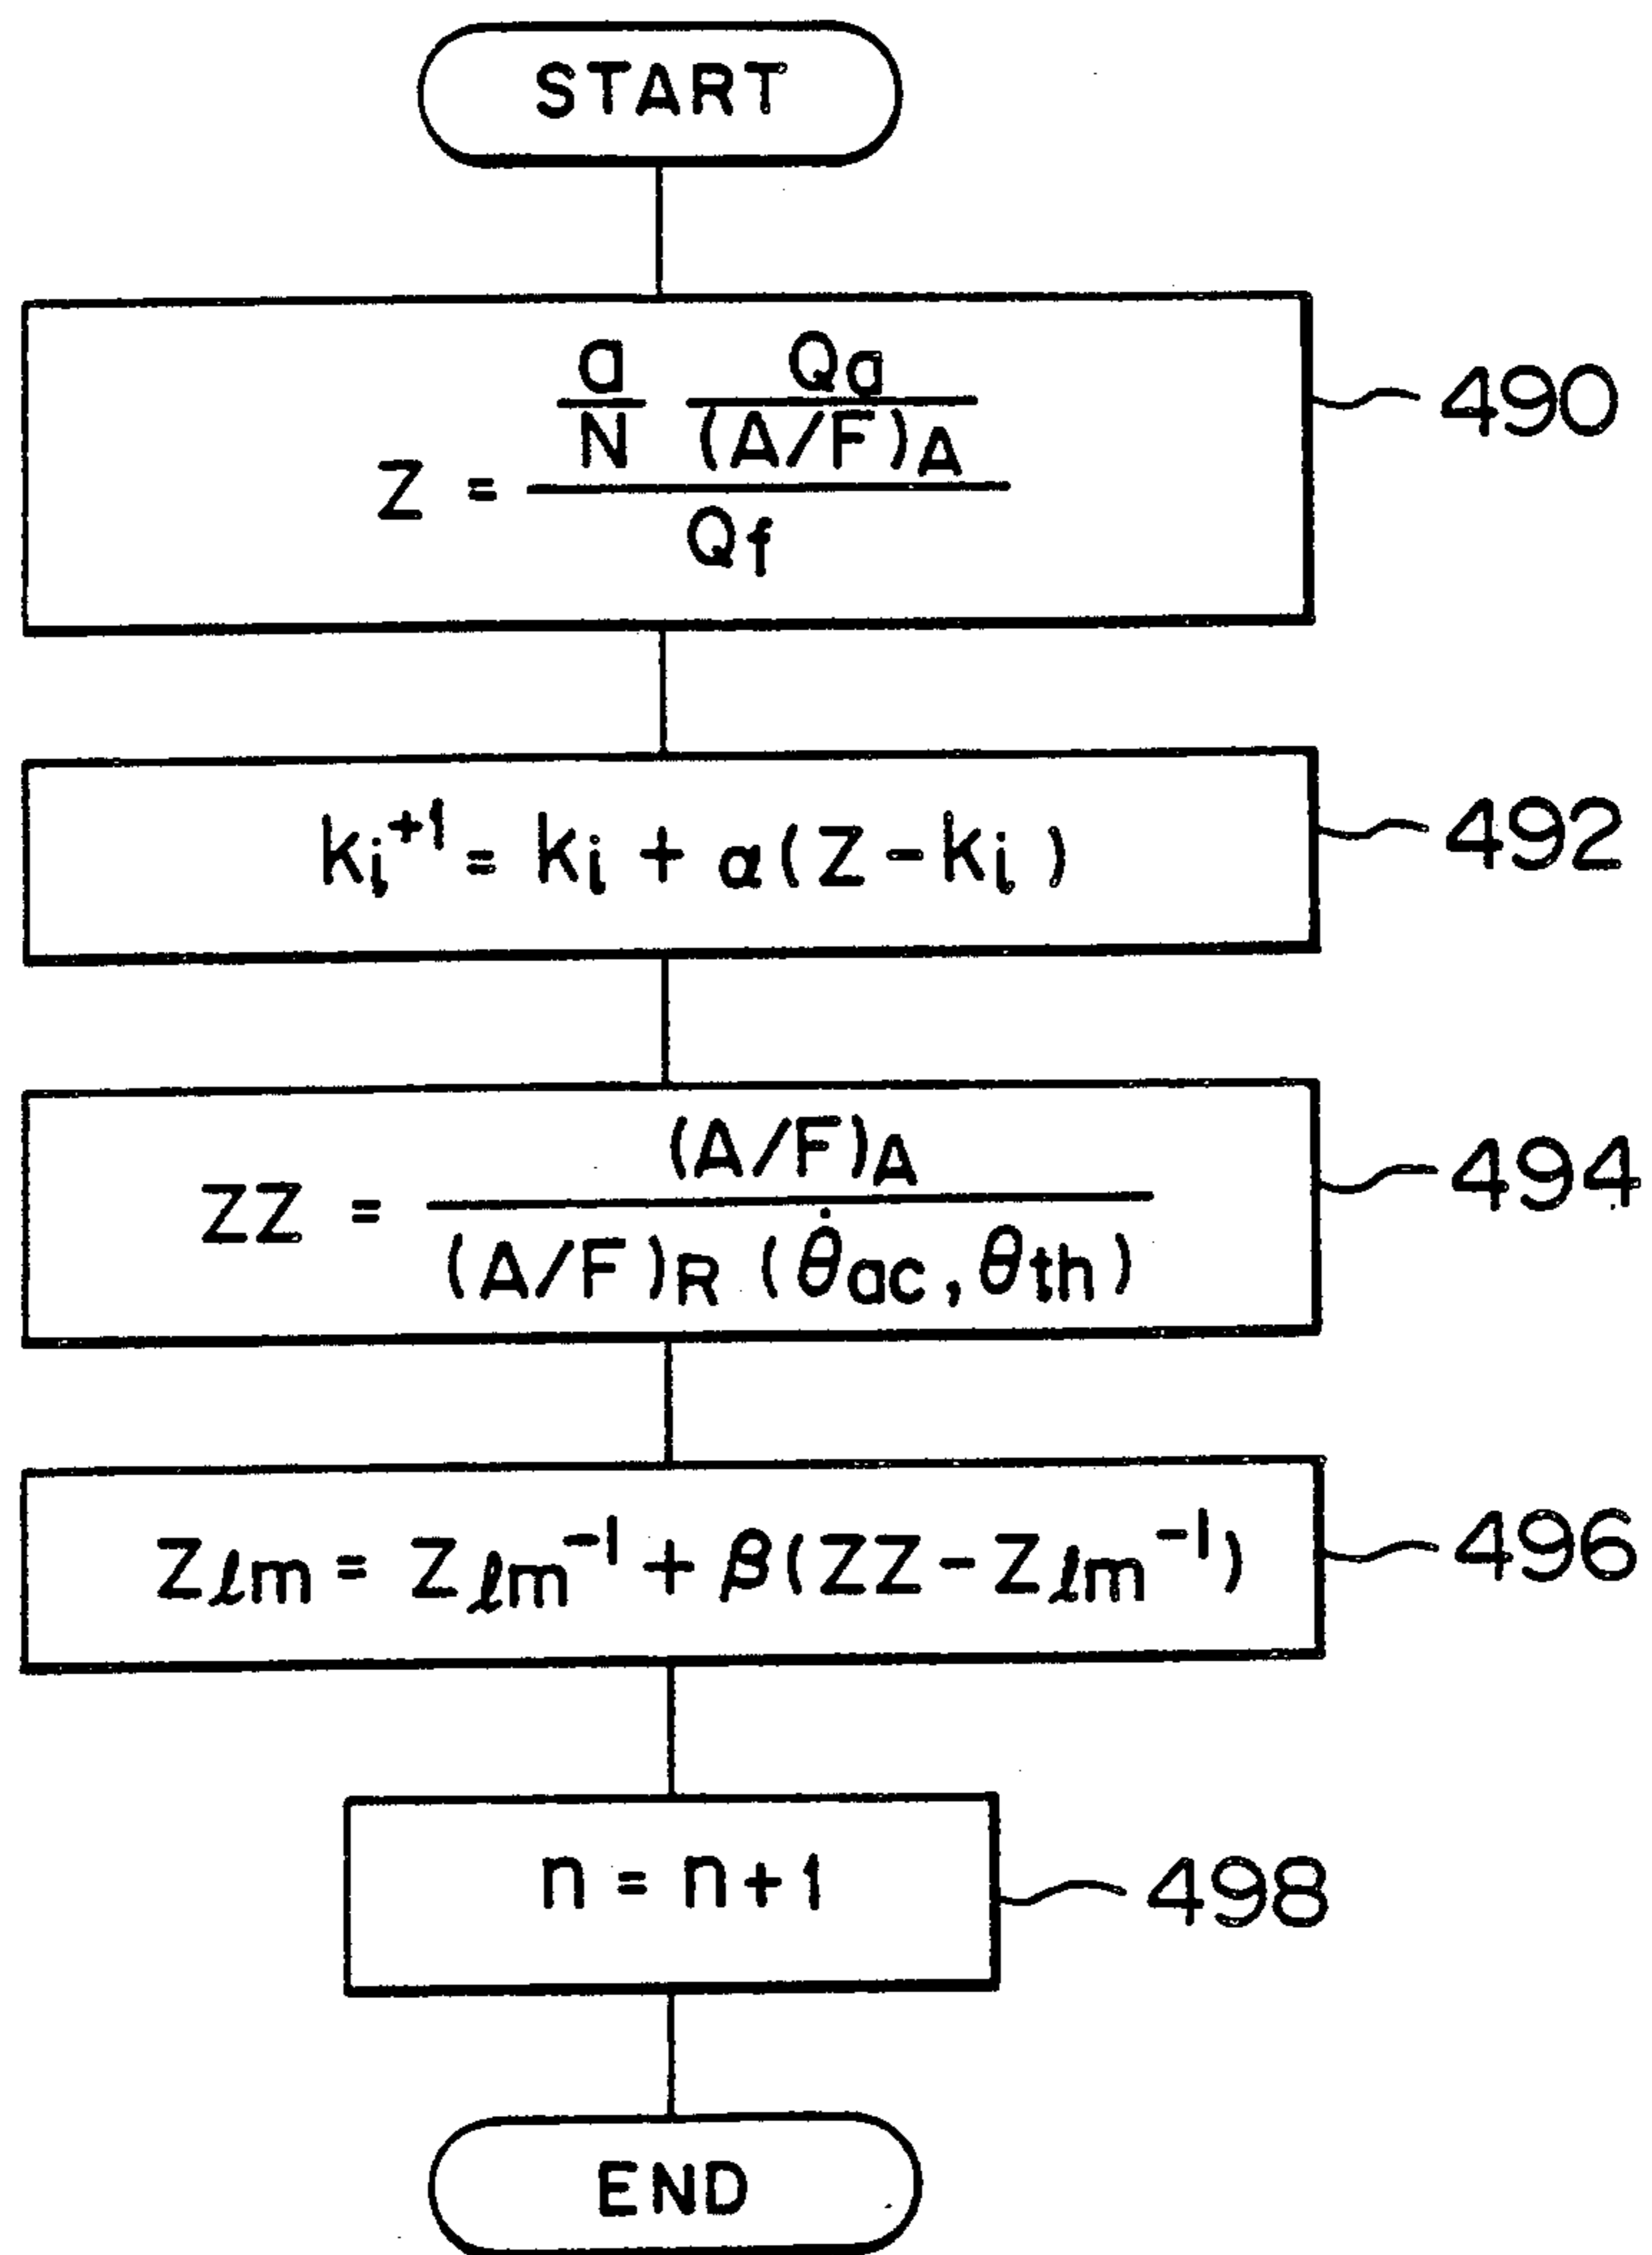 START
Z = a/N Qa/(A/F)A / Qf
490
ki+1 = ki + α(Z-ki)
492
ZZ = (A/F)A / (A/F)R (θ̇ac, θth)
494
Zℓm = Zℓm-1 + β(ZZ-Zℓm-1)
496
n = n+1
498
END